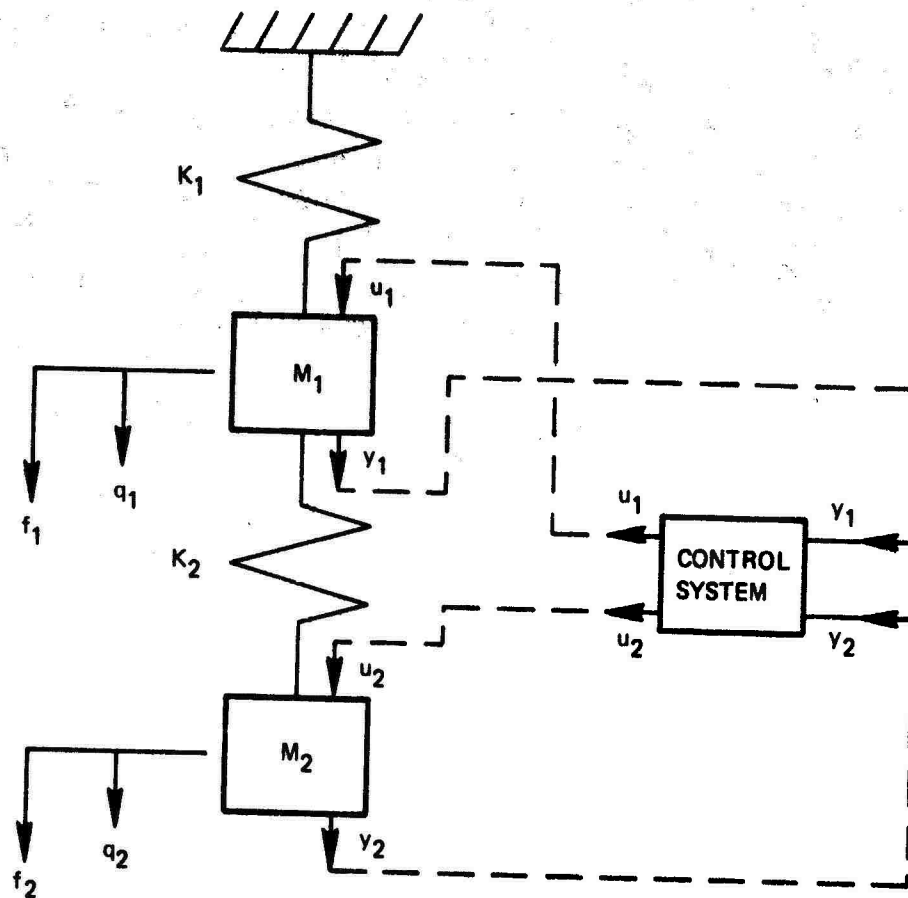 K₁
u₁
M₁
y₁
q₁
f₁
u₁
y₁
K₂
CONTROL
SYSTEM
u₂
y₂
u₂
M₂
y₂
q₂
f₂